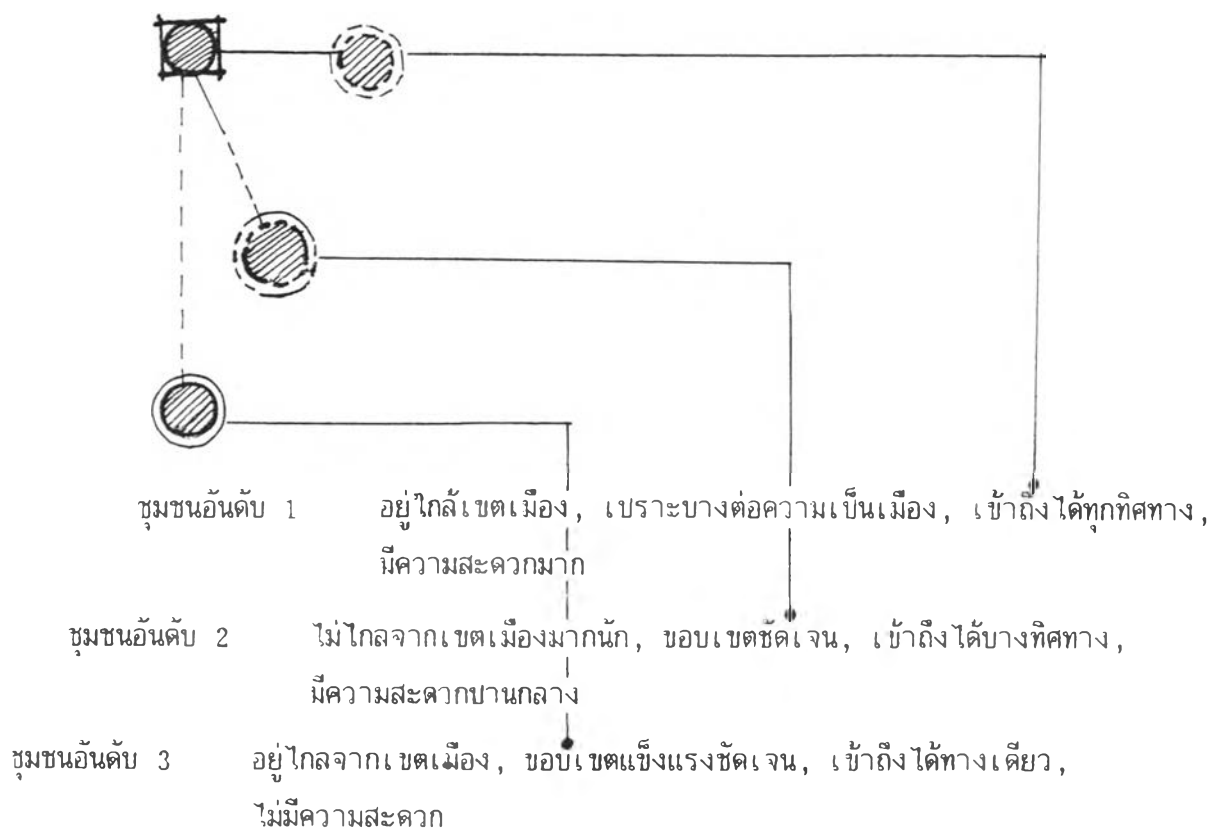 ชุมชนอันดับ 1 อยู่ใกล้เขตเมือง, เปราะบางต่อความเป็นเมือง, เข้าถึงได้ทุกทิศทาง,
มีความสะดวกมาก
ชุมชนอันดับ 2 ไม่ไกลจากเขตเมืองมากนัก, ขอบเขตชัดเจน, เข้าถึงได้บางทิศทาง,
มีความสะดวกปานกลาง
ชุมชนอันดับ 3 อยู่ไกลจากเขตเมือง, ขอบเขตแข็งแรงชัดเจน, เข้าถึงได้ทางเดียว,
ไม่มีความสะดวก